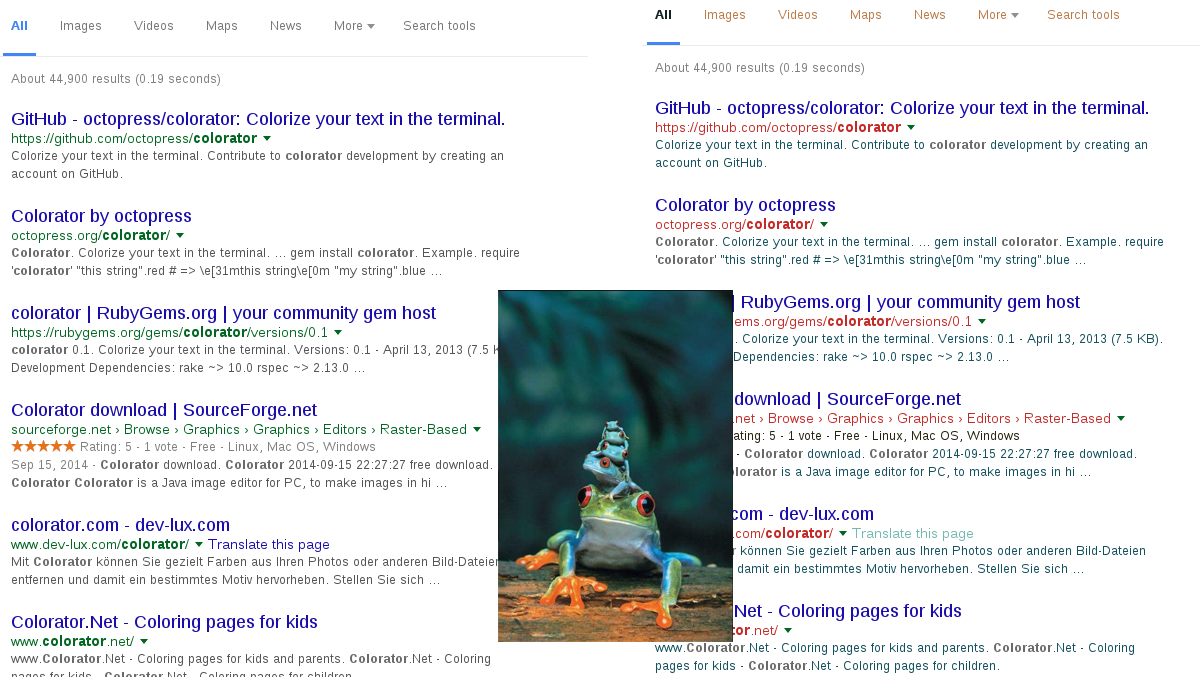 All Images Videos Maps News More Search tools
About 44,900 results (0.19 seconds)
GitHub - octopress/colorator: Colorize your text in the terminal.
https://github.com/octopress/colorator
Colorize your text in the terminal. Contribute to colorator development by creating an
account on GitHub.
Colorator by octopress
octopress.org/colorator/
Colorator. Colorize your text in the terminal. ... gem install colorator. Example. require
'colorator' "this string".red # => \e[31mthis string\e[0m "my string".blue ...
colorator | RubyGems.org | your community gem host
https://rubygems.org/gems/colorator/versions/0.1
colorator 0.1. Colorize your text in the terminal. Versions: 0.1 - April 13, 2013 (7.5 K
Development Dependencies: rake ~> 10.0 rspec ~> 2.13.0 ...
Colorator download | SourceForge.net
sourceforge.net › Browse › Graphics › Graphics › Editors › Raster-Based
★★★★★ Rating: 5 - 1 vote - Free - Linux, Mac OS, Windows
Sep 15, 2014 - Colorator download. Colorator 2014-09-15 22:27:27 free download.
Colorator Colorator is a Java image editor for PC, to make images in hi ...
colorator.com - dev-lux.com
www.dev-lux.com/colorator/ Translate this page
Mit Colorator können Sie gezielt Farben aus Ihren Photos oder anderen Bild-Dateien
entfernen und damit ein bestimmtes Motiv hervorheben. Stellen Sie sich ...
Colorator.Net - Coloring pages for kids
www.colorator.net/
www.Colorator.Net - Coloring pages for kids and parents. Colorator.Net - Coloring
pages for kids - Colorator.Net - Coloring pages for children.
All Images Videos Maps News More Search tools
About 44,900 results (0.19 seconds)
GitHub - octopress/colorator: Colorize your text in the terminal.
https://github.com/octopress/colorator
Colorize your text in the terminal. Contribute to colorator development by creating an
account on GitHub.
Colorator by octopress
octopress.org/colorator/
Colorator. Colorize your text in the terminal. ... gem install colorator. Example. require
'colorator' "this string".red # => \e[31mthis string\e[0m "my string".blue ...
| RubyGems.org | your community gem host
ems.org/gems/colorator/versions/0.1
. Colorize your text in the terminal. Versions: 0.1 - April 13, 2013 (7.5 KB).
Dependencies: rake ~> 10.0 rspec ~> 2.13.0 ...
download | SourceForge.net
.net › Browse › Graphics › Graphics › Editors › Raster-Based
ating: 5 - 1 vote - Free - Linux, Mac OS, Windows
- Colorator download. Colorator 2014-09-15 22:27:27 free download.
olorator is a Java image editor for PC, to make images in hi ...
com - dev-lux.com
.com/colorator/ Translate this page
r können Sie gezielt Farben aus Ihren Photos oder anderen Bild-Dateien
damit ein bestimmtes Motiv hervorheben. Stellen Sie sich ...
Net - Coloring pages for kids
tor.net/
www.Colorator.Net - Coloring pages for kids and parents. Colorator.Net - Coloring
pages for kids - Colorator.Net - Coloring pages for children.